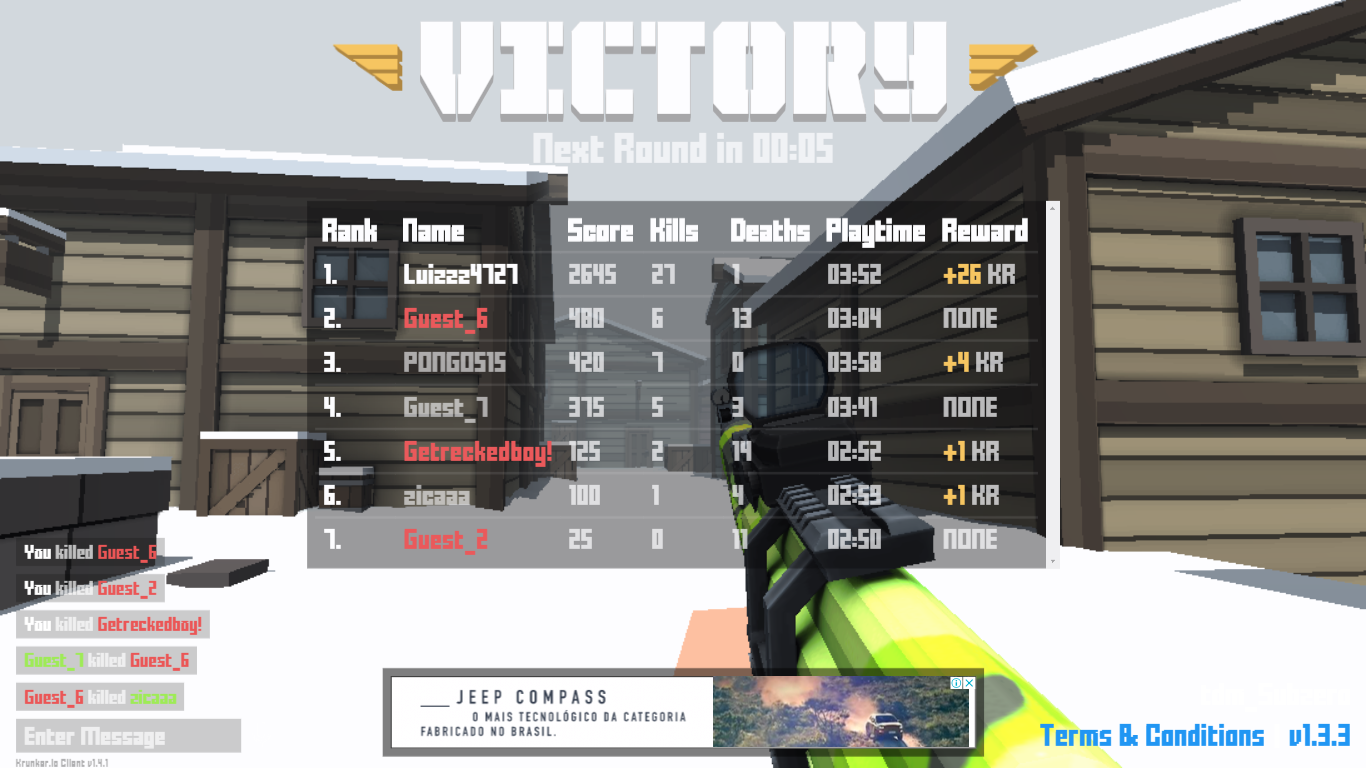 VICTORY
Next Round in 00:05
Rank Name Score Kills Deaths Playtime Reward
1. Luizzz4727 2645 27 1 03:52 +26 KR
2. Guest_6 480 6 13 03:04 NONE
3. PONGO515 420 7 0 03:58 +4 KR
4. Guest_7 375 5 3 03:41 NONE
5. Getreckedboy! 125 2 14 02:52 +1 KR
6. zicaaa 100 1 4 02:59 +1 KR
7. Guest_2 25 0 11 02:50 NONE
You killed Guest_6
You killed Guest_2
You killed Getreckedboy!
Guest_7 killed Guest_6
Guest_6 killed zicaaa
Enter Message
Krunker.io Client v1.4.1
JEEP COMPASS
O MAIS TECNOLÓGICO DA CATEGORIA
FABRICADO NO BRASIL.
Terms & Conditions v1.3.3